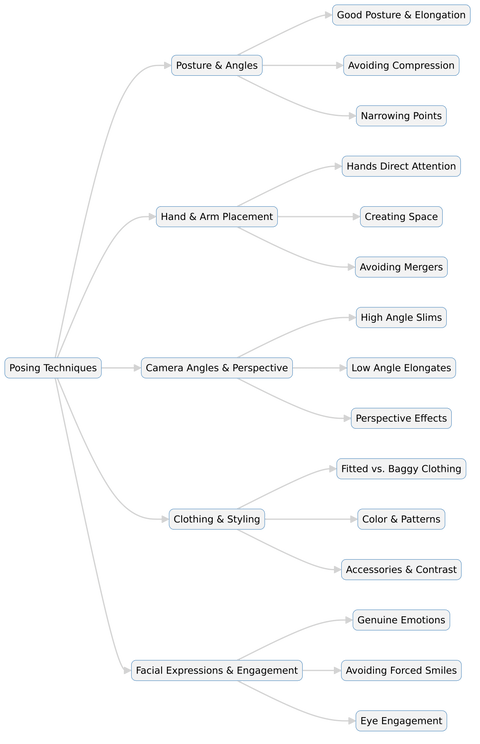 Posing Techniques
Posture & Angles
Good Posture & Elongation
Avoiding Compression
Narrowing Points
Hand & Arm Placement
Hands Direct Attention
Creating Space
Avoiding Mergers
Camera Angles & Perspective
High Angle Slims
Low Angle Elongates
Perspective Effects
Clothing & Styling
Fitted vs. Baggy Clothing
Color & Patterns
Accessories & Contrast
Facial Expressions & Engagement
Genuine Emotions
Avoiding Forced Smiles
Eye Engagement